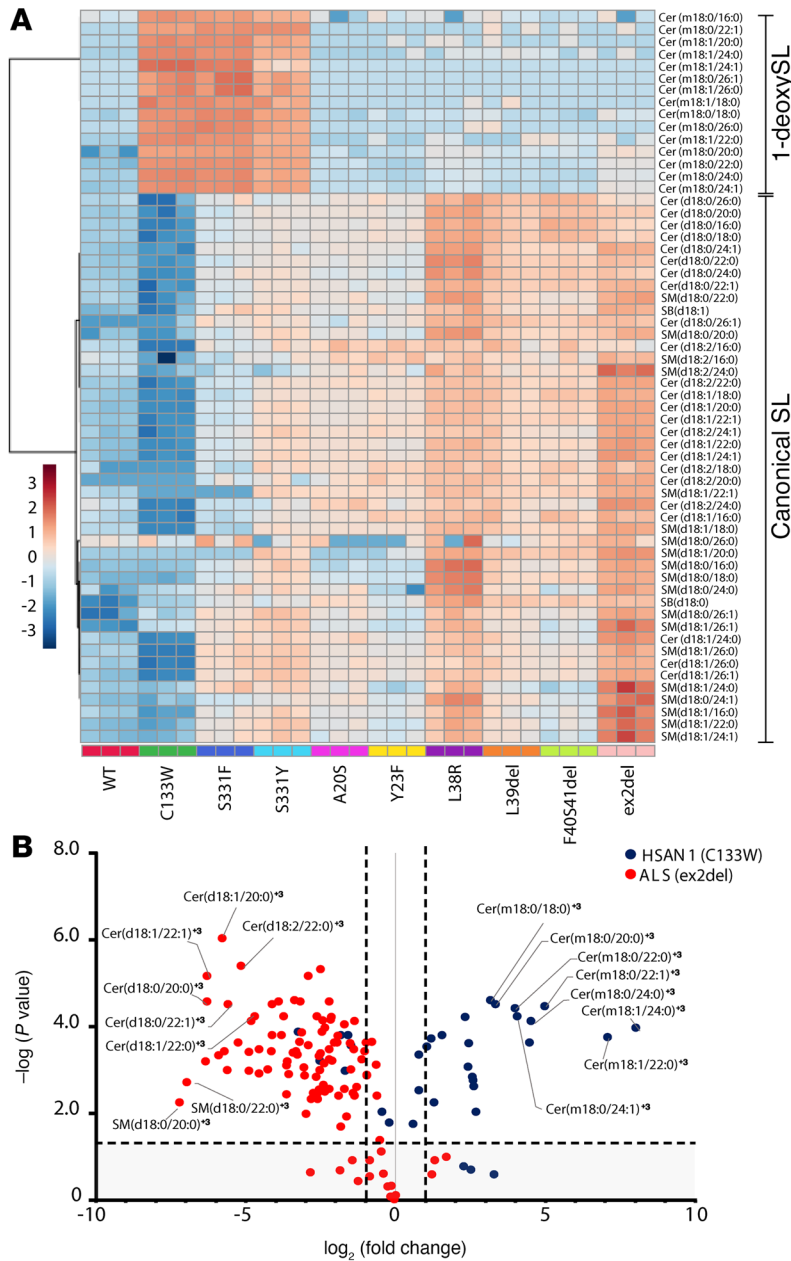 A
Cer (m18:0/16:0)
Cer (m18:0/22:1)
Cer (m18:1/20:0)
Cer (m18:1/24:0)
Cer (m18:1/24:1)
Cer (m18:0/26:1)
Cer (m18:1/26:0)
Cer(m18:1/18:0)
Cer (m18:0/18:0)
Cer (m18:0/26:0)
Cer (m18:1/22:0)
Cer (m18:0/20:0)
Cer (m18:0/22:0)
Cer (m18:0/24:0)
Cer (m18:0/24:1)
1-deoxySL
Cer (d18:0/26:0)
Cer (d18:0/20:0)
Cer (d18:0/16:0)
Cer (d18:0/18:0)
Cer (d18:0/24:1)
Cer(d18:0/22:0)
Cer (d18:0/24:0)
Cer(d18:0/22:1)
SM(d18:0/22:0)
SB(d18:1)
Cer (d18:0/26:1)
SM(d18:0/20:0)
Cer (d18:2/16:0)
SM(d18:2/16:0)
SM(d18:2/24:0)
Cer (d18:2/22:0)
Cer (d18:1/18:0)
Cer (d18:1/20:0)
Cer (d18:1/22:1)
Cer (d18:2/24:1)
Cer (d18:1/22:0)
Cer (d18:1/24:1)
Cer (d18:2/18:0)
Cer (d18:2/20:0)
SM(d18:1/22:1)
Cer (d18:2/24:0)
Cer (d18:1/16:0)
SM(d18:1/18:0)
SM(d18:0/26:0)
SM(d18:1/20:0)
SM(d18:0/16:0)
SM(d18:0/18:0)
SM(d18:0/24:0)
SB(d18:0)
SM(d18:0/26:1)
SM(d18:1/26:1)
Cer (d18:1/24:0)
SM(d18:1/26:0)
Cer(d18:1/26:0)
Cer(d18:1/26:1)
SM(d18:1/24:0)
SM(d18:0/24:1)
SM(d18:1/16:0)
SM(d18:1/22:0)
SM(d18:1/24:1)
Canonical SL
3
2
1
0
-1
-2
-3
WT
C133W
S331F
S331Y
A20S
Y23F
L38R
L39del
F40S41del
ex2del
B
8.0
6.0
4.0
2.0
0
–log (P value)
HSAN1 (C133W)
ALS (ex2del)
Cer(d18:1/20:0)+3
Cer(d18:2/22:0)+3
Cer(d18:1/22:1)+3
Cer(d18:0/20:0)+3
Cer(d18:0/22:1)+3
Cer(d18:1/22:0)+3
SM(d18:0/22:0)+3
SM(d18:0/20:0)+3
Cer(m18:0/18:0)+3
Cer(m18:0/20:0)+3
Cer(m18:0/22:0)+3
Cer(m18:0/22:1)+3
Cer(m18:0/24:0)+3
Cer(m18:1/24:0)+3
Cer(m18:1/22:0)+3
Cer(m18:0/24:1)+3
-10
-5
0
5
10
log2 (fold change)